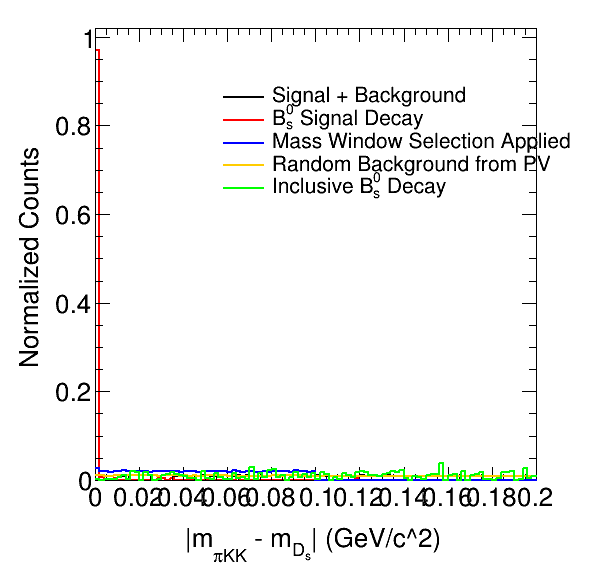 1
0.8
0.6
0.4
0.2
0
Normalized Counts
Signal + Background
B_s^0 Signal Decay
Mass Window Selection Applied
Random Background from PV
Inclusive B_s^0 Decay
0 0.02 0.04 0.06 0.08 0.1 0.12 0.14 0.16 0.18 0.2
|m_πKK - m_D_s| (GeV/c^2)